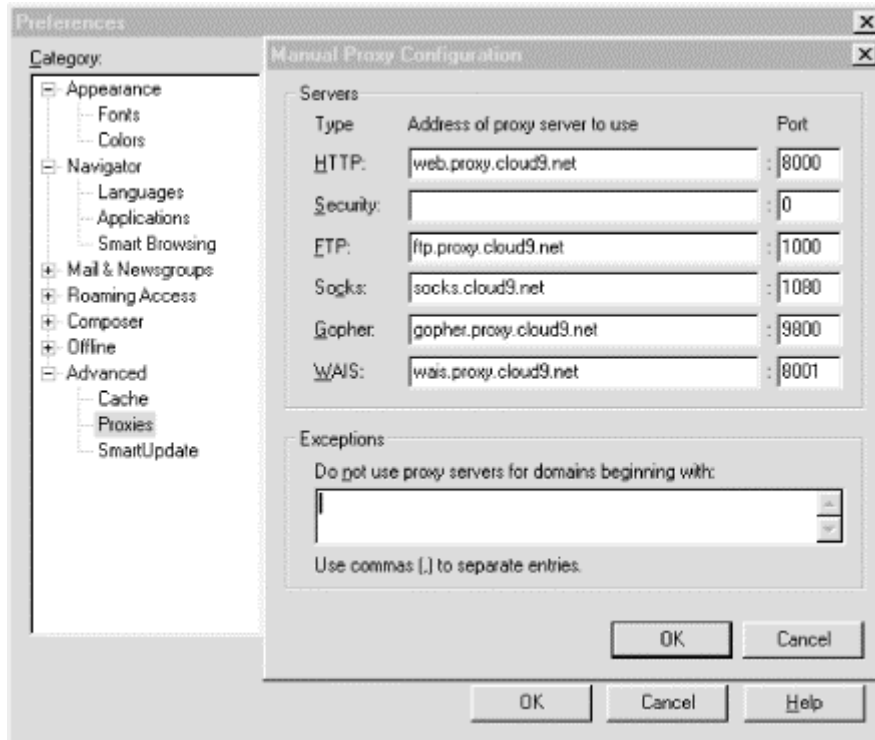 Preferences
Category:
Appearance
Fonts
Colors
Navigator
Languages
Applications
Smart Browsing
Mail & Newsgroups
Roaming Access
Composer
Offline
Advanced
Cache
Proxies
SmartUpdate
Manual Proxy Configuration
Servers
Type Address of proxy server to use Port
HTTP: web.proxy.cloud9.net : 8000
Security: : 0
FTP: ftp.proxy.cloud9.net : 1000
Socks: socks.cloud9.net : 1080
Gopher: gopher.proxy.cloud9.net : 9800
WAIS: wais.proxy.cloud9.net : 8001
Exceptions
Do not use proxy servers for domains beginning with:
Use commas (,) to separate entries.
OK Cancel
OK Cancel Help